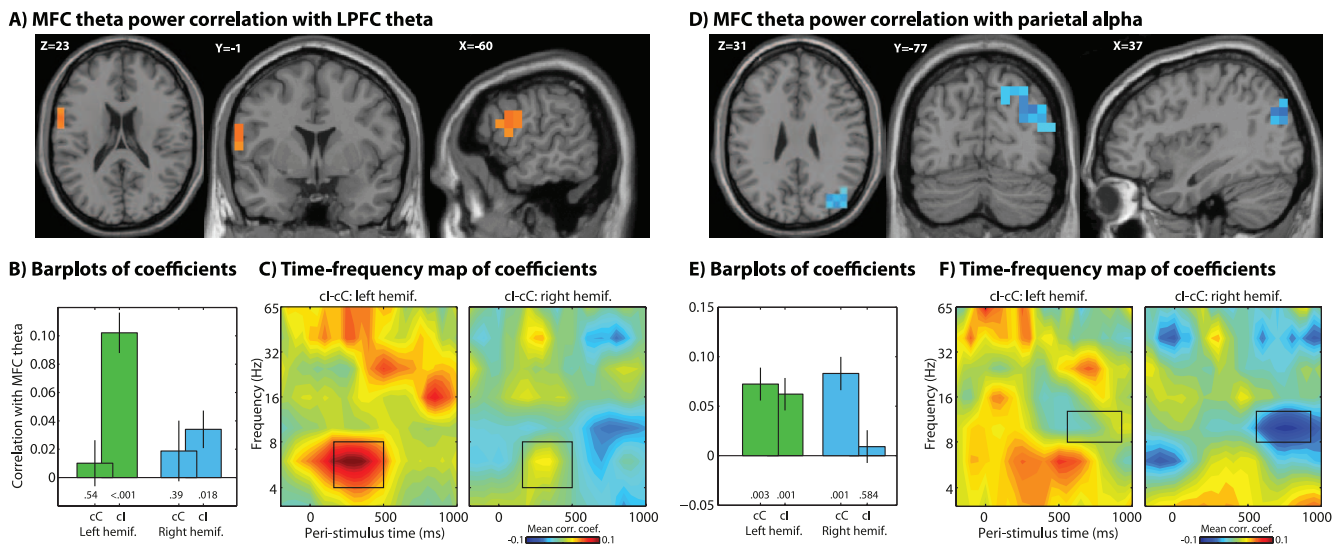 A) MFC theta power correlation with LPFC theta
Z=23
Y=-1
X=-60
B) Barplots of coefficients
Correlation with MFC theta
0.10
0.08
0.06
0.04
0.02
0
.54 <.001 .39 .018
cC cI cC cI
Left hemif. Right hemif.
C) Time-frequency map of coefficients
cI-cC: left hemif. cI-cC: right hemif.
Frequency (Hz)
65
32
16
8
4
0 500 1000 0 500 1000
Peri-stimulus time (ms)
Mean corr. coef.
-0.1 0.1
D) MFC theta power correlation with parietal alpha
Z=31
Y=-77
X=37
E) Barplots of coefficients
0.15
0.10
0.05
0
−0.05
.003 .001 .001 .584
cC cI cC cI
Left hemif. Right hemif.
F) Time-frequency map of coefficients
cI-cC: left hemif. cI-cC: right hemif.
Frequency (Hz)
65
32
16
8
4
0 500 1000 0 500 1000
Peri-stimulus time (ms)
Mean corr. coef.
-0.1 0.1